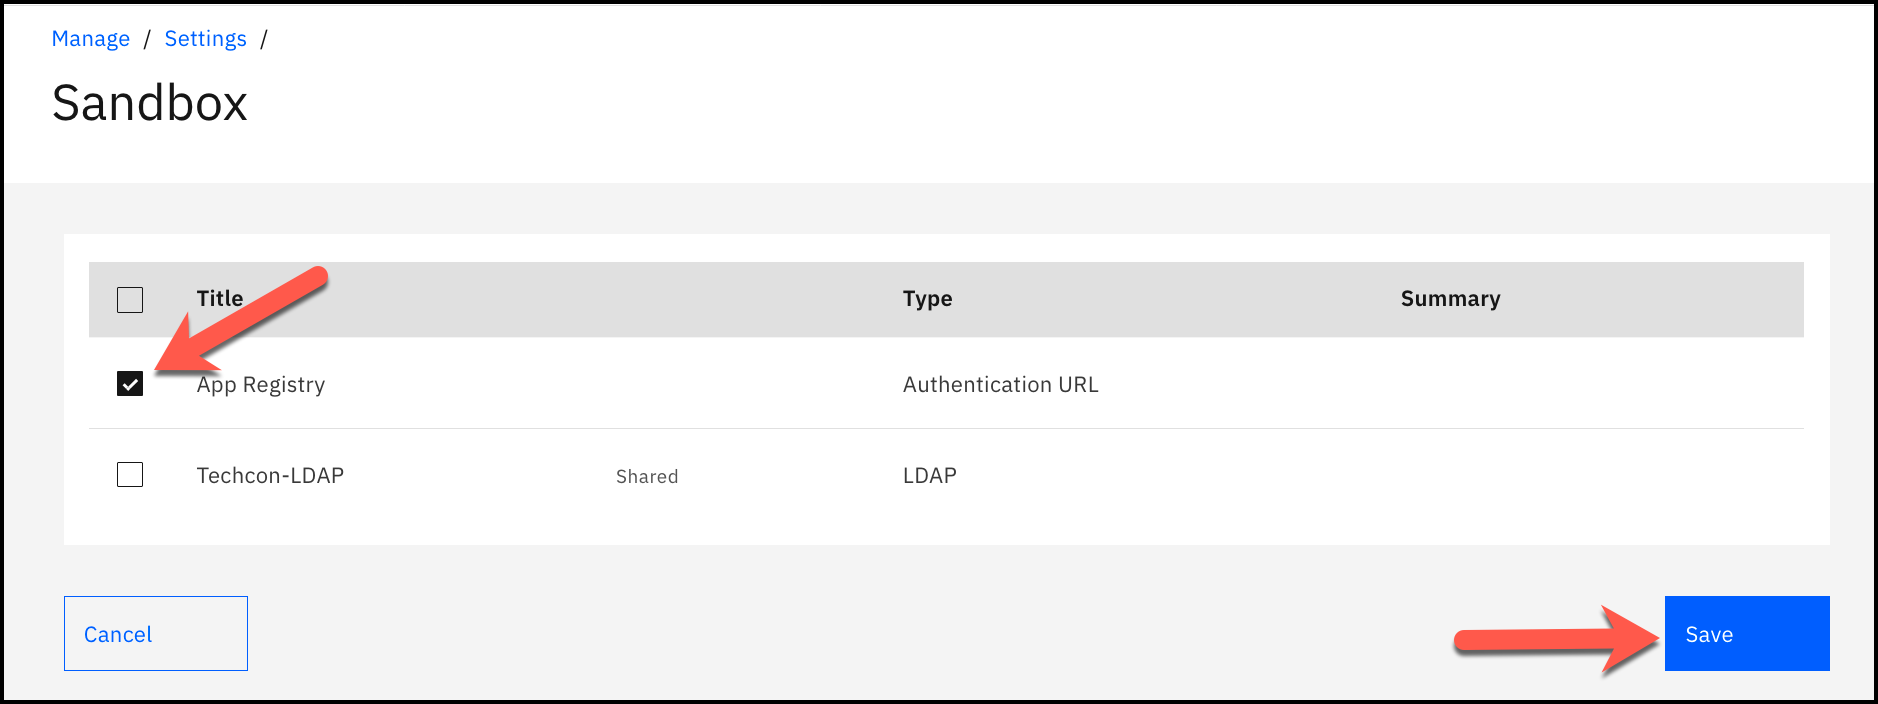 Manage / Settings /
Sandbox
Title Type Summary
App Registry Authentication URL
Techcon-LDAP Shared LDAP
Cancel Save